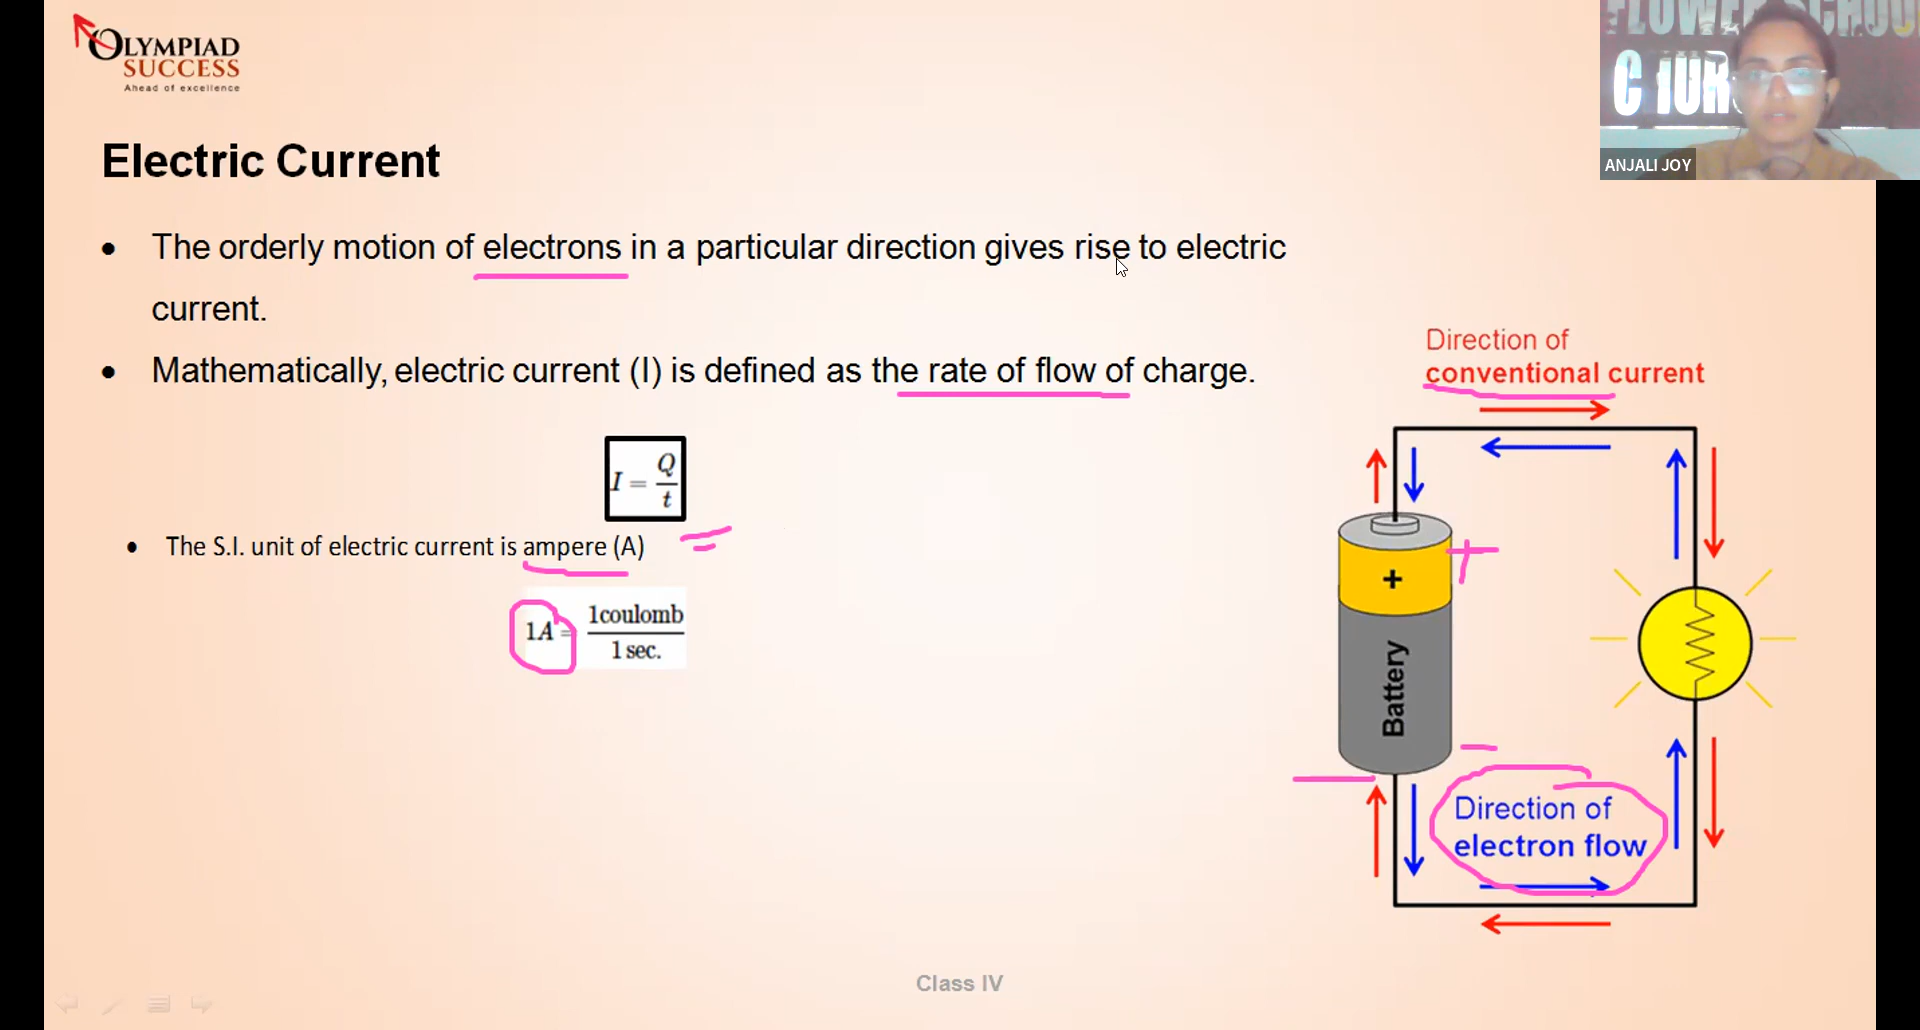 OLYMPIAD
SUCCESS
Ahead of excellence
FLOWER SCHOO
ANJALI JOY
Electric Current
• The orderly motion of electrons in a particular direction gives rise to electric
current.
• Mathematically, electric current (I) is defined as the rate of flow of charge.
I = Q/t
• The S.I. unit of electric current is ampere (A)
1A = 1coulomb/1 sec.
Direction of
conventional current
+
+
Battery
−
Direction of
electron flow
Class IV